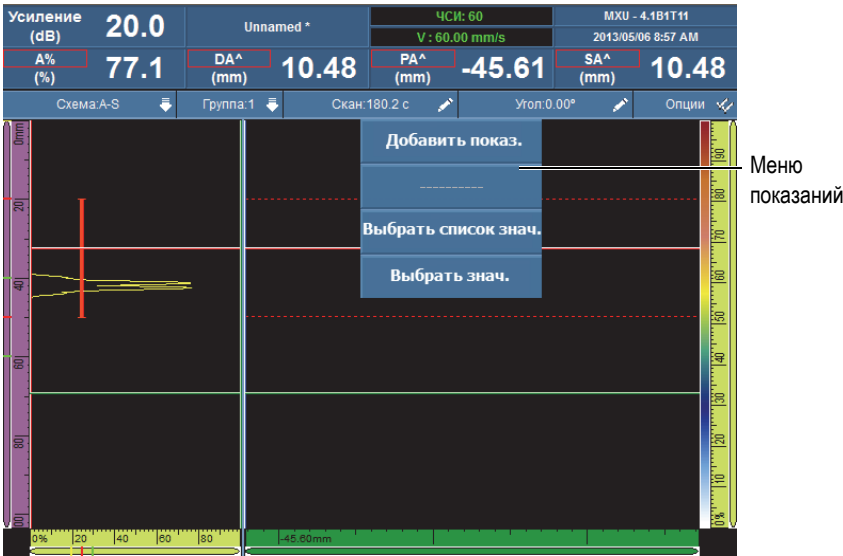 Усиление (dB) 20.0
Unnamed *
ЧСИ: 60
V : 60.00 mm/s
MXU - 4.1B1T11
2013/05/06 8:57 AM
A% (%) 77.1
DA^ (mm) 10.48
PA^ (mm) -45.61
SA^ (mm) 10.48
Схема:A-S
Группа:1
Скан:180.2 с
Угол:0.00°
Опции
Добавить показ.
----------
Выбрать список знач.
Выбрать знач.
Меню
показаний
0mm
20
40
60
80
00
90
80
70
60
50
40
30
20
10
0%
0% 20 40 60 80
-45.60mm